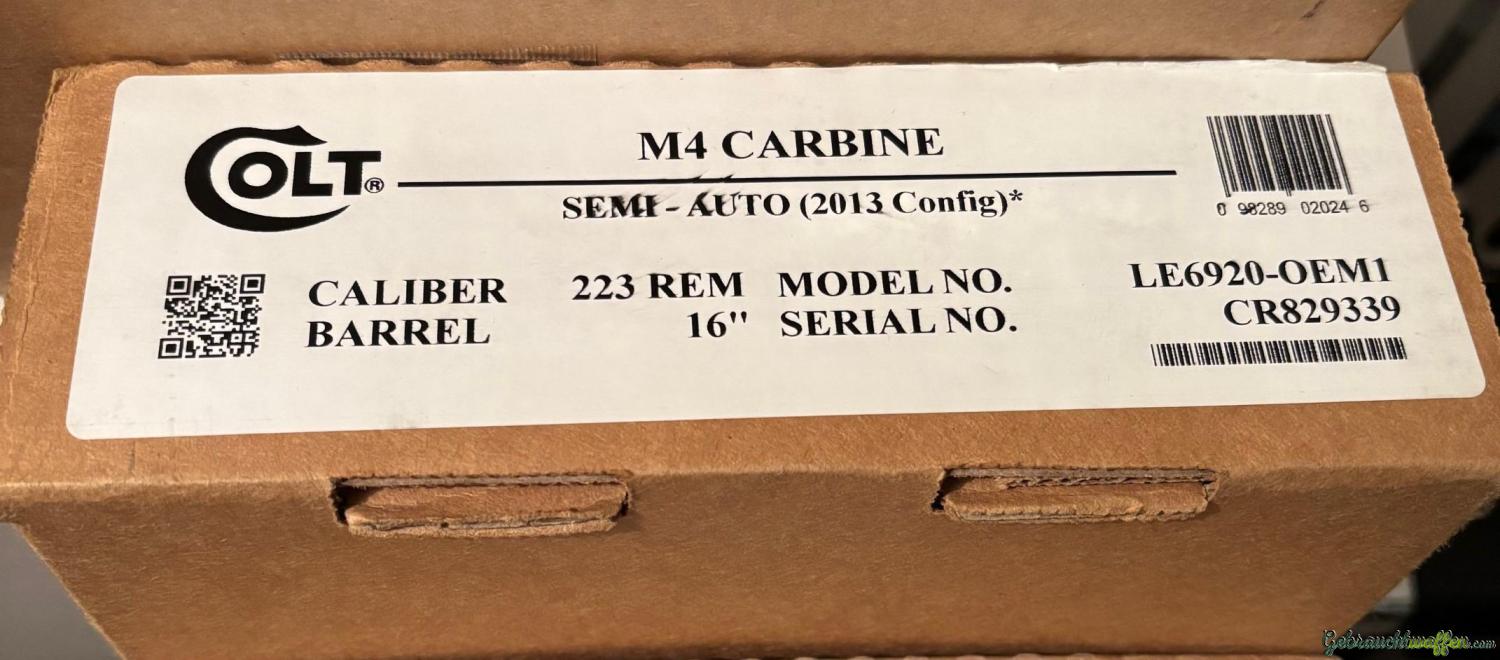 COLT®
M4 CARBINE
SEMI - AUTO (2013 Config)*
0 98289 02024 6
CALIBER 223 REM MODEL NO. LE6920-OEM1
BARREL 16" SERIAL NO. CR829339
Gebrauchtwaffen.com